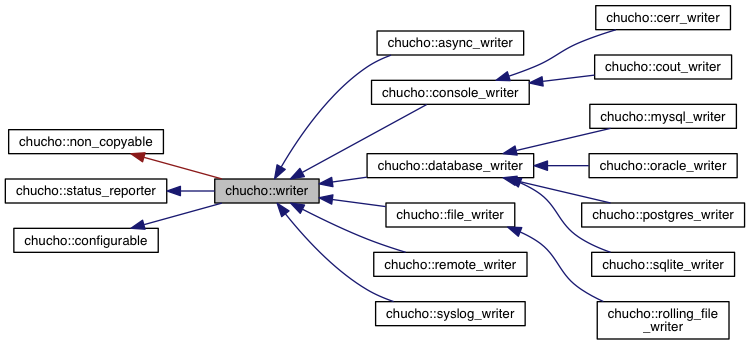 chucho::non_copyable
chucho::status_reporter
chucho::configurable
chucho::writer
chucho::async_writer
chucho::console_writer
chucho::database_writer
chucho::file_writer
chucho::remote_writer
chucho::syslog_writer
chucho::cerr_writer
chucho::cout_writer
chucho::mysql_writer
chucho::oracle_writer
chucho::postgres_writer
chucho::sqlite_writer
chucho::rolling_file
_writer